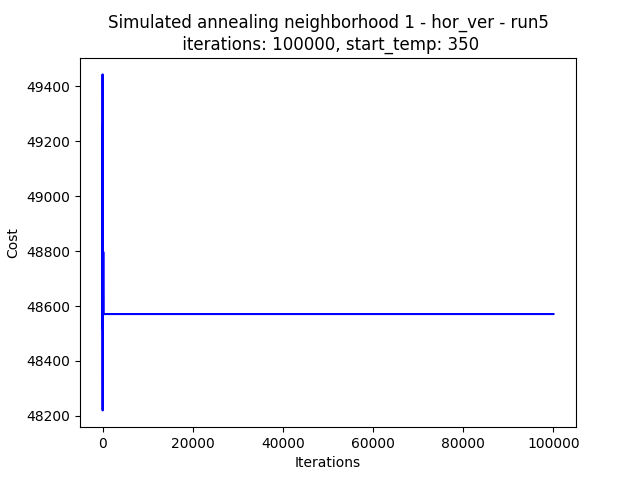 Simulated annealing neighborhood 1 - hor_ver - run5
iterations: 100000, start_temp: 350
49400
49200
49000
48800
48600
48400
48200
Cost
0 20000 40000 60000 80000 100000
Iterations